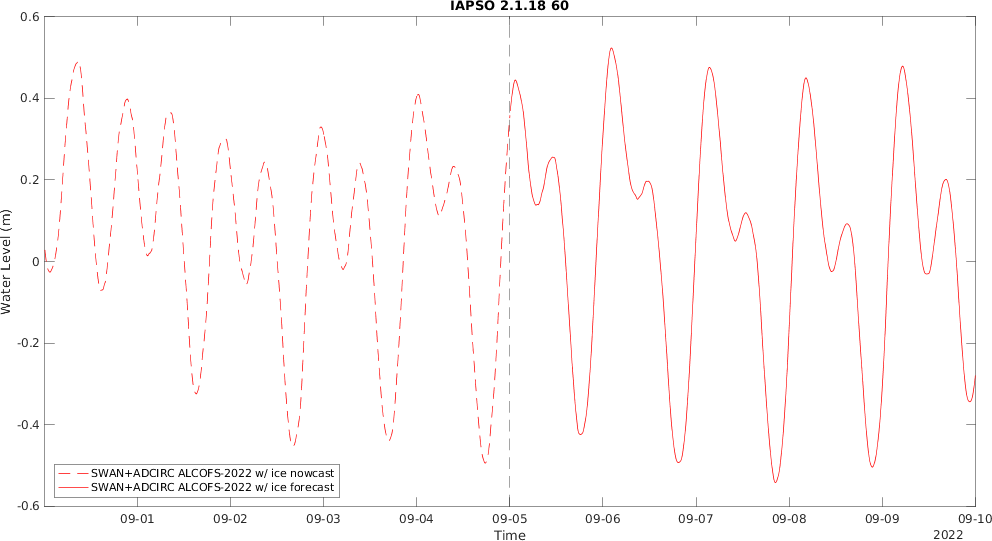 IAPSO 2.1.18 60
0.6
0.4
0.2
0
-0.2
-0.4
-0.6
Water Level (m)
SWAN+ADCIRC ALCOFS-2022 w/ ice nowcast
SWAN+ADCIRC ALCOFS-2022 w/ ice forecast
09-01 09-02 09-03 09-04 09-05 09-06 09-07 09-08 09-09 09-10
Time
2022